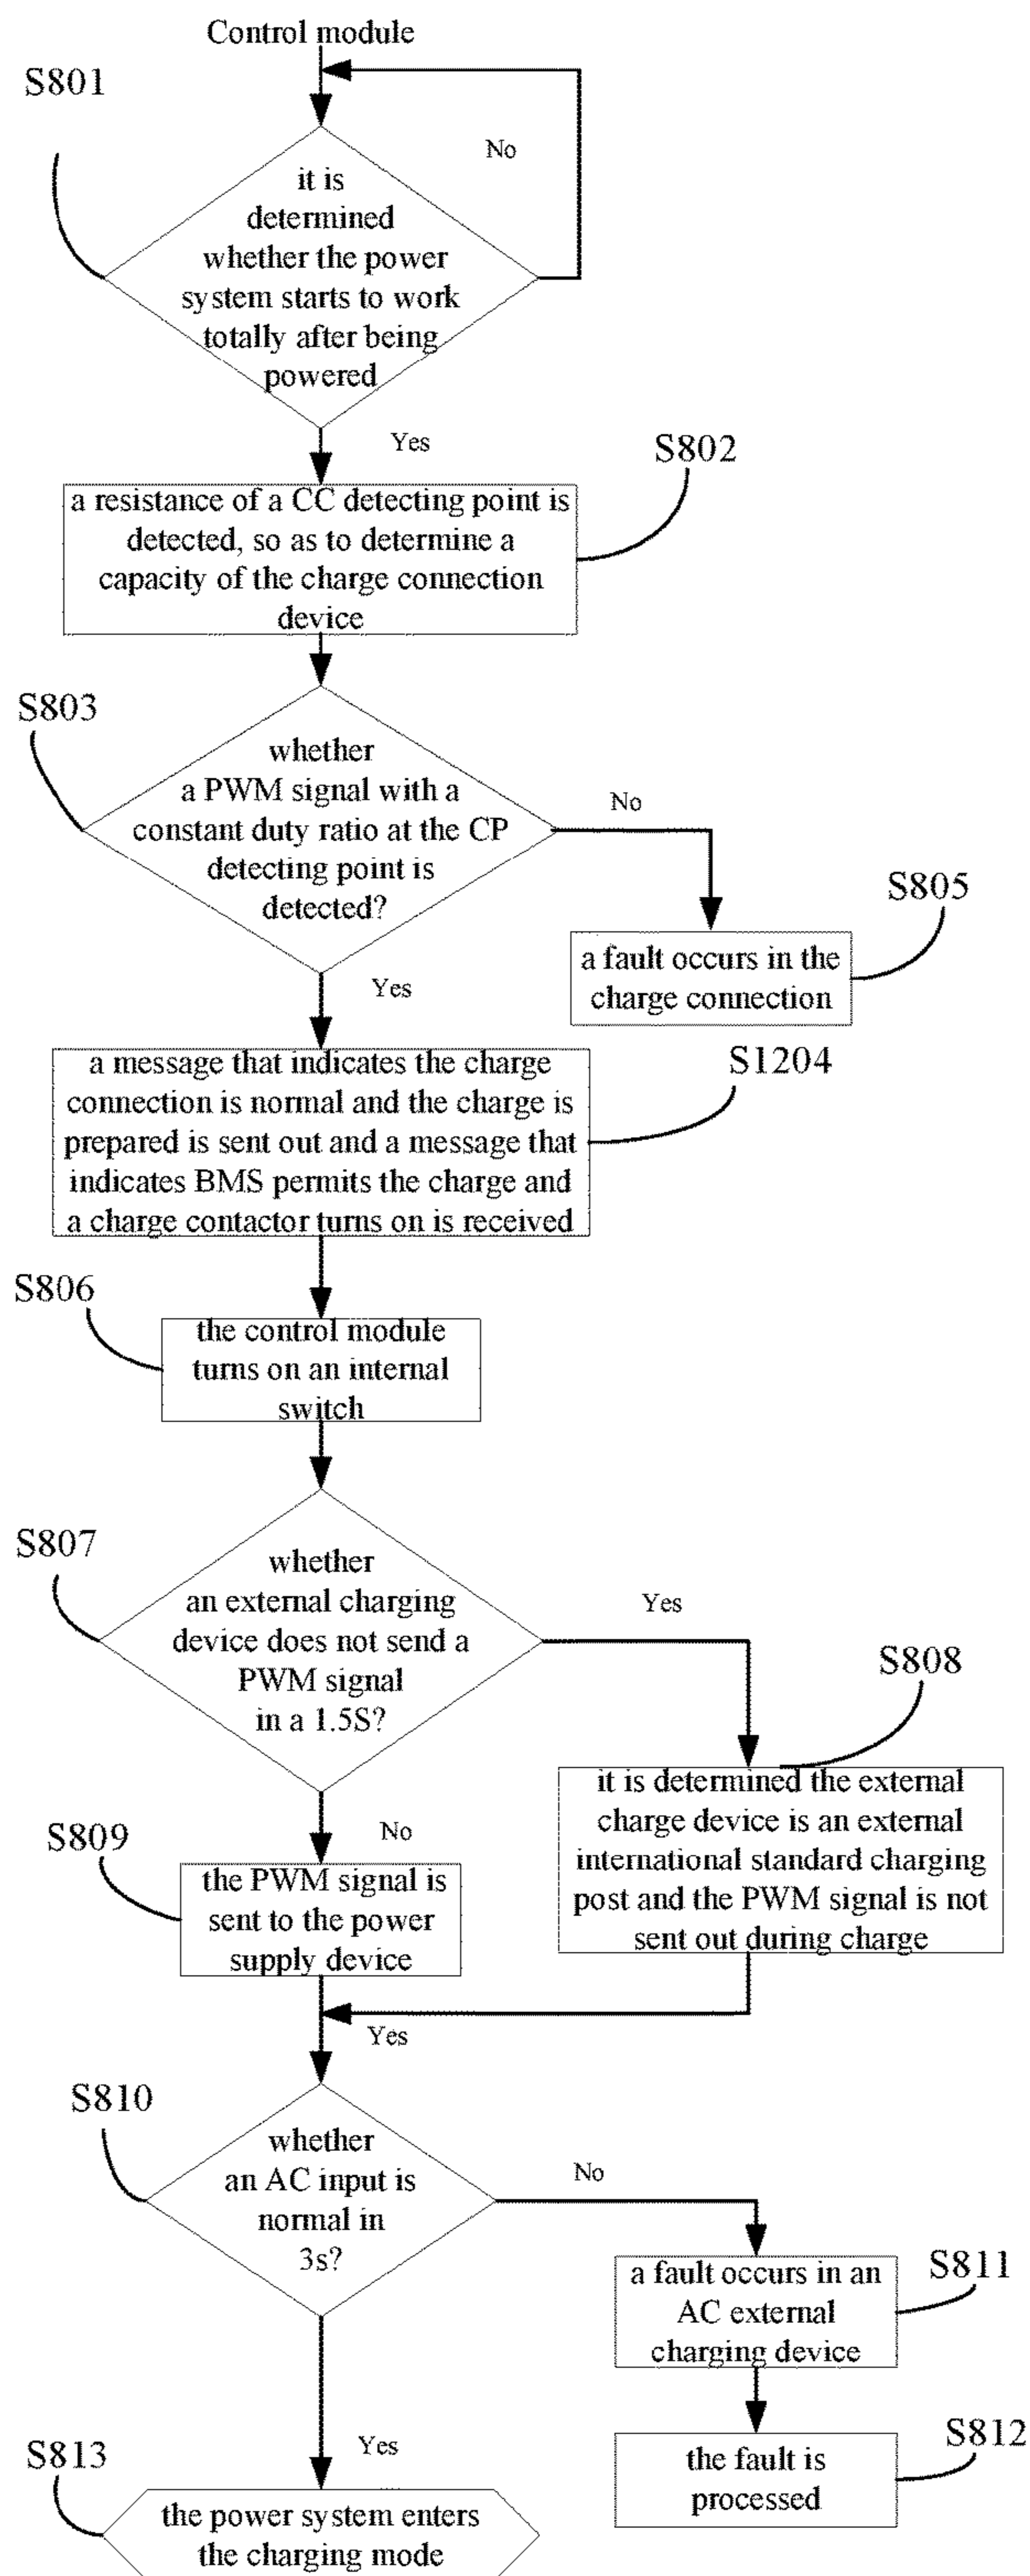 Control module
S801
No
it is
determined
whether the power
system starts to work
totally after being
powered
Yes
S802
a resistance of a CC detecting point is
detected, so as to determine a
capacity of the charge connection
device
S803
whether
a PWM signal with a
constant duty ratio at the CP
detecting point is
detected?
No
S805
a fault occurs in the
charge connection
Yes
S1204
a message that indicates the charge
connection is normal and the charge is
prepared is sent out and a message that
indicates BMS permits the charge and
a charge contactor turns on is received
S806
the control module
turns on an internal
switch
S807
whether
an external charging
device does not send a
PWM signal
in a 1.5S?
Yes
S808
it is determined the external
charge device is an external
international standard charging
post and the PWM signal is not
sent out during charge
No
S809
the PWM signal is
sent to the power
supply device
Yes
S810
whether
an AC input is
normal in
3s?
No
S811
a fault occurs in an
AC external
charging device
S812
the fault is
processed
Yes
S813
the power system enters
the charging mode